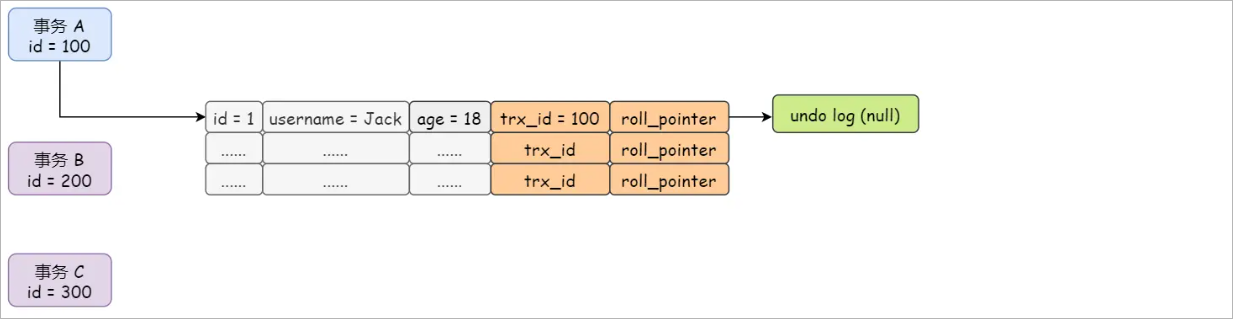 事务 A
id = 100
id = 1 username = Jack age = 18 trx_id = 100 roll_pointer
undo log (null)
...... ...... ...... trx_id roll_pointer
事务 B
id = 200
...... ...... ...... trx_id roll_pointer
事务 C
id = 300